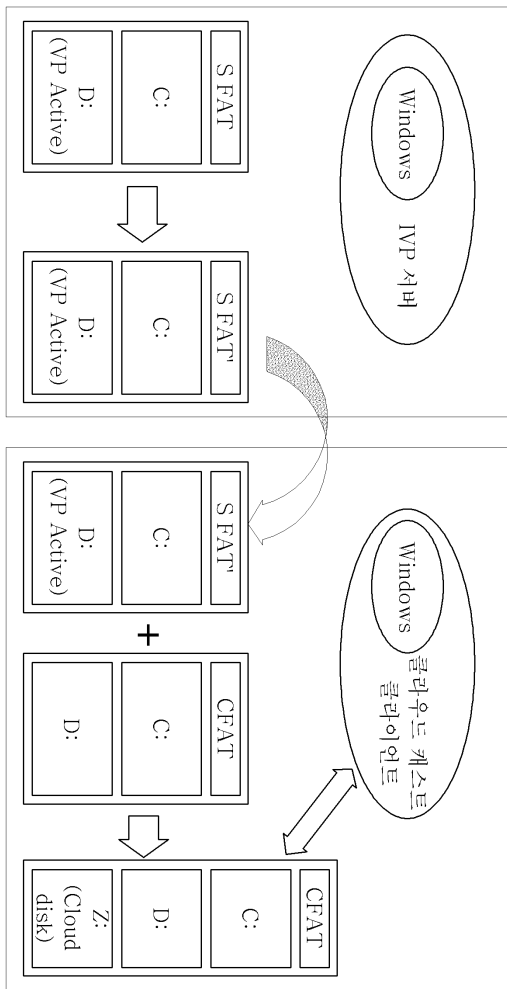 Windows
IVP 서버
S FAT
C:
D:
(VP Active)
S FAT'
C:
D:
(VP Active)
Windows
클라우드 캐스트
클라이언트
S FAT'
C:
D:
(VP Active)
+
CFAT
C:
D:
CFAT
C:
D:
Z:
(Cloud
disk)